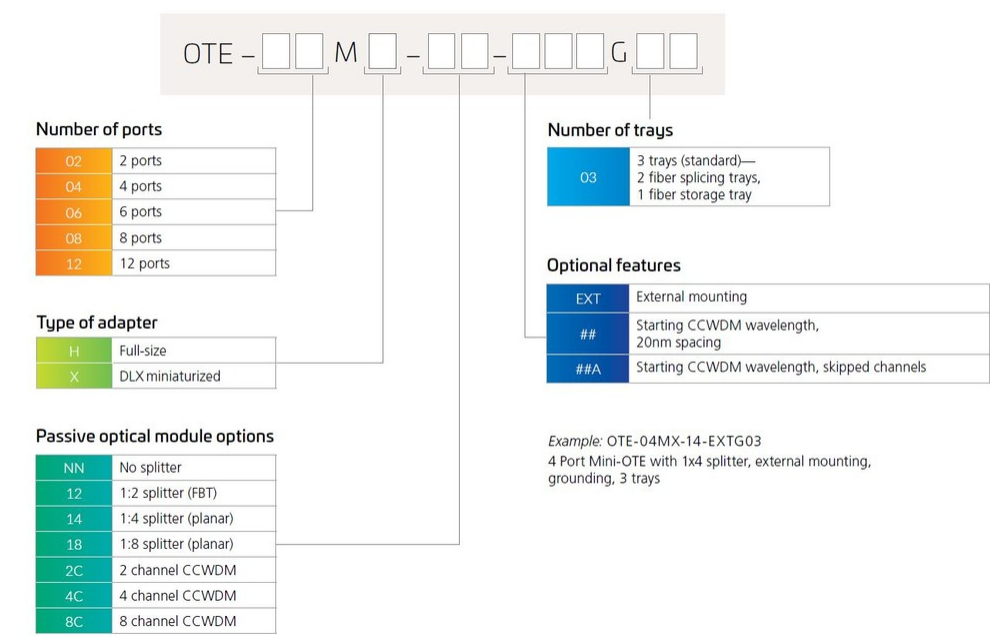 OTE – M – – G
Number of ports
02 2 ports
04 4 ports
06 6 ports
08 8 ports
12 12 ports
Type of adapter
H Full-size
X DLX miniaturized
Passive optical module options
NN No splitter
12 1:2 splitter (FBT)
14 1:4 splitter (planar)
18 1:8 splitter (planar)
2C 2 channel CCWDM
4C 4 channel CCWDM
8C 8 channel CCWDM
Number of trays
03 3 trays (standard)—
2 fiber splicing trays,
1 fiber storage tray
Optional features
EXT External mounting
## Starting CCWDM wavelength,
20nm spacing
##A Starting CCWDM wavelength, skipped channels
Example: OTE-04MX-14-EXTG03
4 Port Mini-OTE with 1x4 splitter, external mounting,
grounding, 3 trays